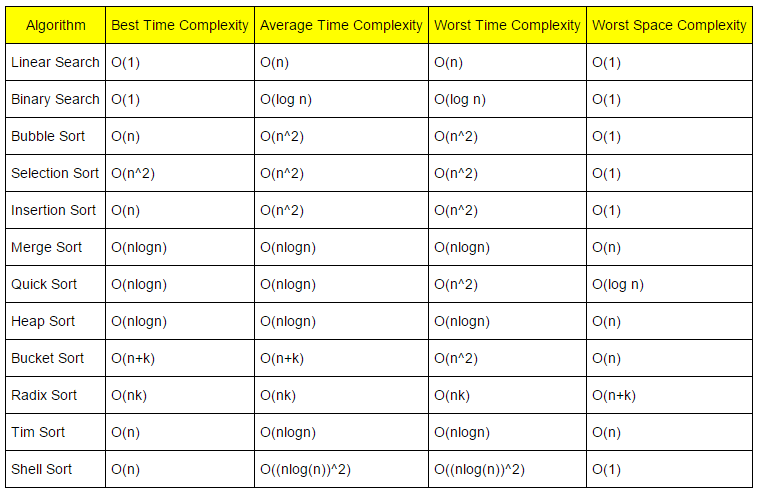 Algorithm Best Time Complexity Average Time Complexity Worst Time Complexity Worst Space Complexity
Linear Search O(1) O(n) O(n) O(1)
Binary Search O(1) O(log n) O(log n) O(1)
Bubble Sort O(n) O(n^2) O(n^2) O(1)
Selection Sort O(n^2) O(n^2) O(n^2) O(1)
Insertion Sort O(n) O(n^2) O(n^2) O(1)
Merge Sort O(nlogn) O(nlogn) O(nlogn) O(n)
Quick Sort O(nlogn) O(nlogn) O(n^2) O(log n)
Heap Sort O(nlogn) O(nlogn) O(nlogn) O(n)
Bucket Sort O(n+k) O(n+k) O(n^2) O(n)
Radix Sort O(nk) O(nk) O(nk) O(n+k)
Tim Sort O(n) O(nlogn) O(nlogn) O(n)
Shell Sort O(n) O((nlog(n))^2) O((nlog(n))^2) O(1)